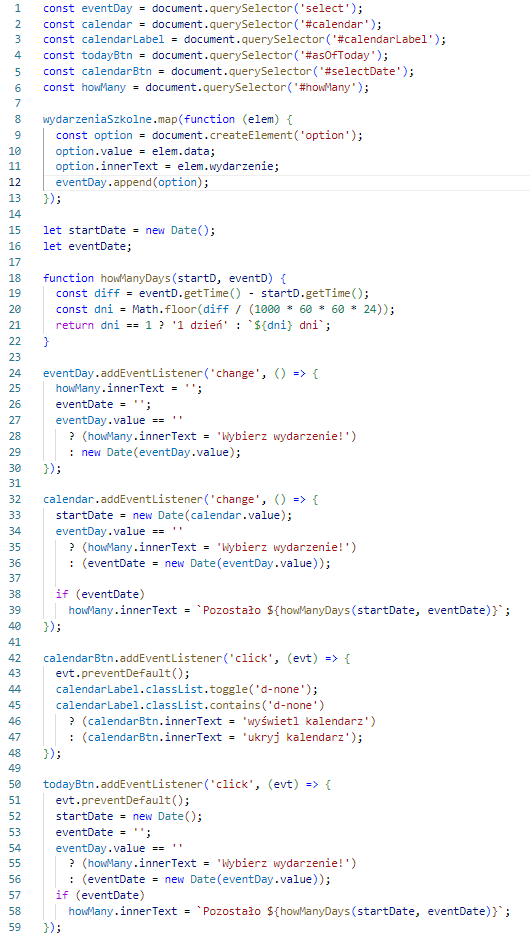 1 const eventDay = document.querySelector('select');
2 const calendar = document.querySelector('#calendar');
3 const calendarLabel = document.querySelector('#calendarLabel');
4 const todayBtn = document.querySelector('#asOfToday');
5 const calendarBtn = document.querySelector('#selectDate');
6 const howMany = document.querySelector('#howMany');
7
8 wydarzeniaSzkolne.map(function (elem) {
9   const option = document.createElement('option');
10   option.value = elem.data;
11   option.innerText = elem.wydarzenie;
12   eventDay.append(option);
13 });
14
15 let startDate = new Date();
16 let eventDate;
17
18 function howManyDays(startD, eventD) {
19   const diff = eventD.getTime() - startD.getTime();
20   const dni = Math.floor(diff / (1000 * 60 * 60 * 24));
21   return dni == 1 ? '1 dzień' : `${dni} dni`;
22 }
23
24 eventDay.addEventListener('change', () => {
25   howMany.innerText = '';
26   eventDate = '';
27   eventDay.value == ''
28     ? (howMany.innerText = 'Wybierz wydarzenie!')
29     : new Date(eventDay.value);
30 });
31
32 calendar.addEventListener('change', () => {
33   startDate = new Date(calendar.value);
34   eventDay.value == ''
35     ? (howMany.innerText = 'Wybierz wydarzenie!')
36     : (eventDate = new Date(eventDay.value));
37
38   if (eventDate)
39     howMany.innerText = `Pozostało ${howManyDays(startDate, eventDate)}`;
40 });
41
42 calendarBtn.addEventListener('click', (evt) => {
43   evt.preventDefault();
44   calendarLabel.classList.toggle('d-none');
45   calendarLabel.classList.contains('d-none')
46     ? (calendarBtn.innerText = 'wyświetl kalendarz')
47     : (calendarBtn.innerText = 'ukryj kalendarz');
48 });
49
50 todayBtn.addEventListener('click', (evt) => {
51   evt.preventDefault();
52   startDate = new Date();
53   eventDate = '';
54   eventDay.value == ''
55     ? (howMany.innerText = 'Wybierz wydarzenie!')
56     : (eventDate = new Date(eventDay.value));
57   if (eventDate)
58     howMany.innerText = `Pozostało ${howManyDays(startDate, eventDate)}`;
59 });